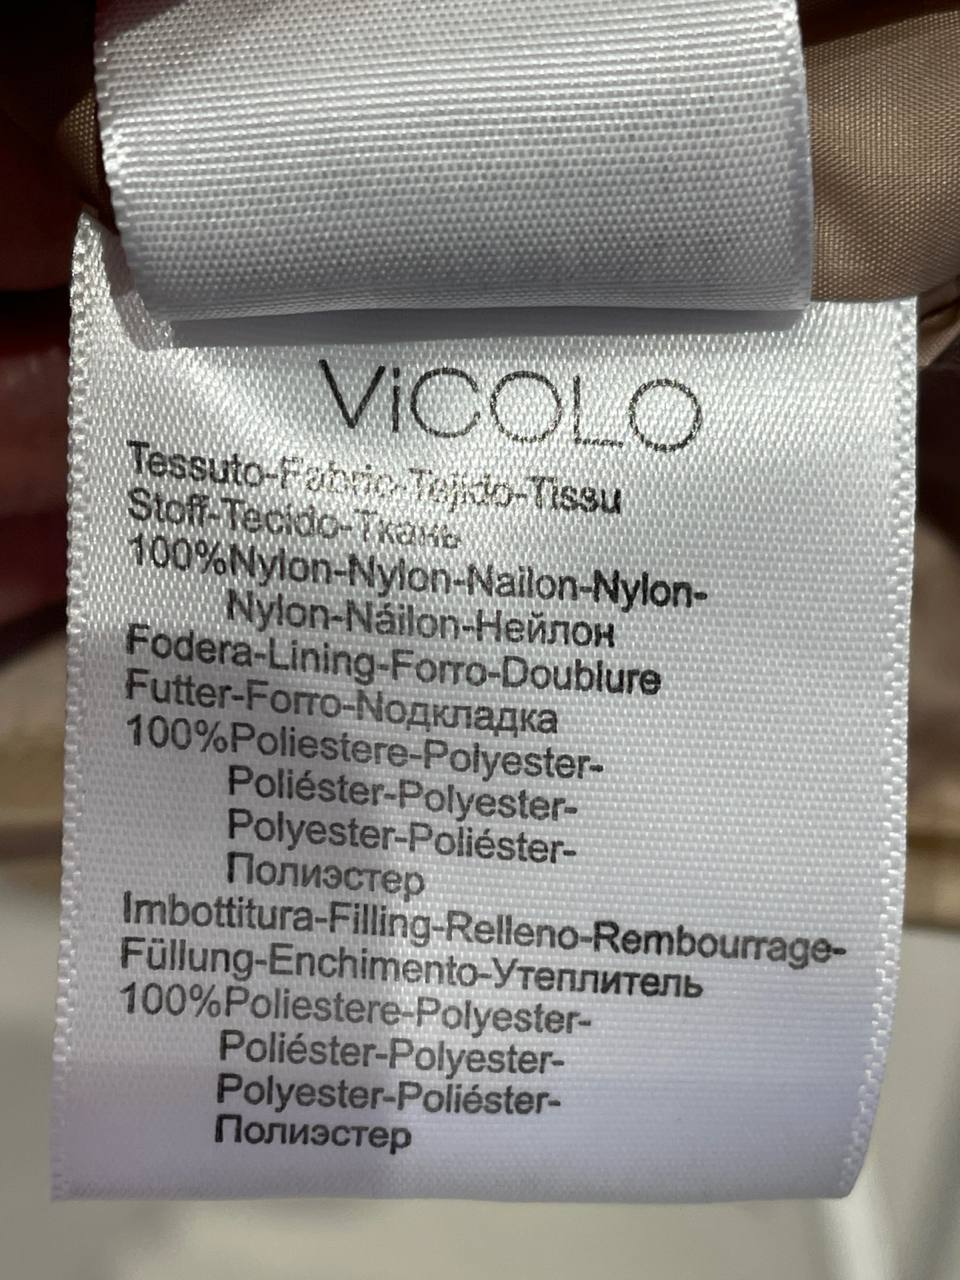 ViCOLO
Tessuto-Fabric-Tejido-Tissu
Stoff-Tecido-Ткань
100%Nylon-Nylon-Nailon-Nylon-
Nylon-Náilon-Нейлон
Fodera-Lining-Forro-Doublure
Futter-Forro-Nодкладка
100%Poliestere-Polyester-
Poliéster-Polyester-
Polyester-Poliéster-
Полиэстер
Imbottitura-Filling-Relleno-Rembourrage-
Füllung-Enchimento-Утеплитель
100%Poliestere-Polyester-
Poliéster-Polyester-
Polyester-Poliéster-
Полиэстер